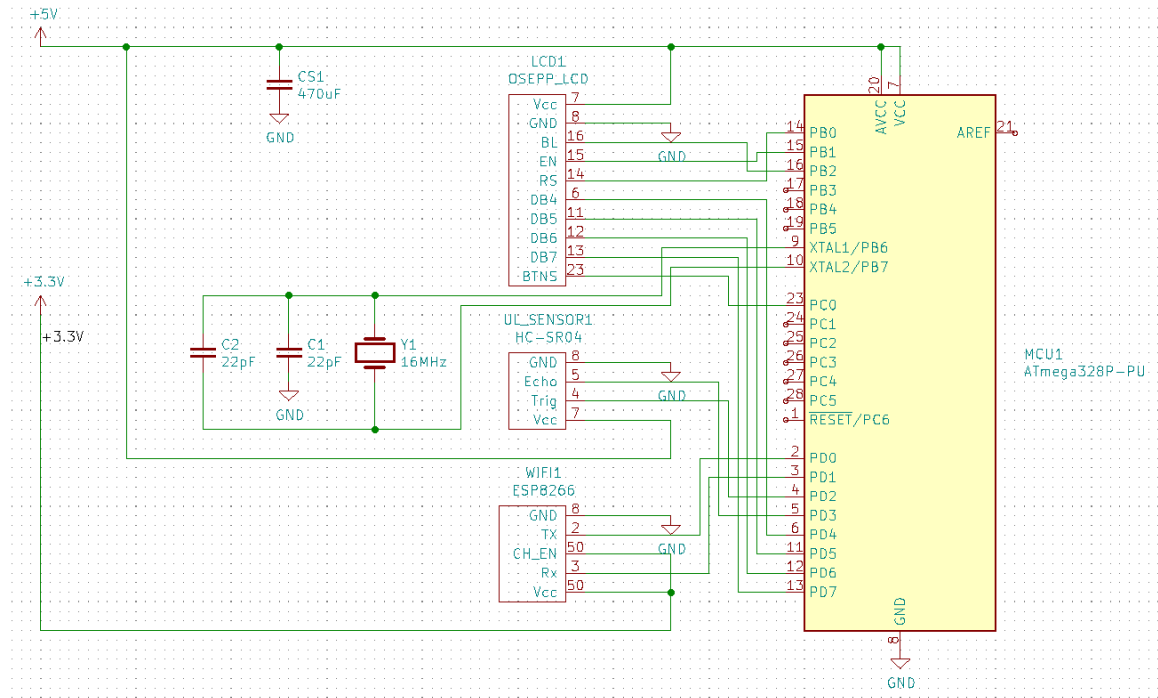 +5V
CS1
470uF
GND
LCD1
OSEPP_LCD
Vcc 7
GND 8
BL 16
EN 15
RS 14
DB4 6
DB5 11
DB6 12
DB7 13
BTNS 23
GND
+3.3V
+3.3V
C2
22pF
C1
22pF
GND
Y1
16MHz
UL_SENSOR1
HC-SR04
GND 8
Echo 5
Trig 4
Vcc 7
GND
WIFI1
ESP8266
GND 8
TX 2
CH_EN 50
Rx 3
Vcc 50
GND
20 7
AVCC VCC
AREF 21
14 PB0
15 PB1
16 PB2
17 PB3
18 PB4
19 PB5
9 XTAL1/PB6
10 XTAL2/PB7
23 PC0
24 PC1
25 PC2
26 PC3
27 PC4
28 PC5
1 RESET/PC6
2 PD0
3 PD1
4 PD2
5 PD3
6 PD4
11 PD5
12 PD6
13 PD7
GND
8
GND
MCU1
ATmega328P-PU